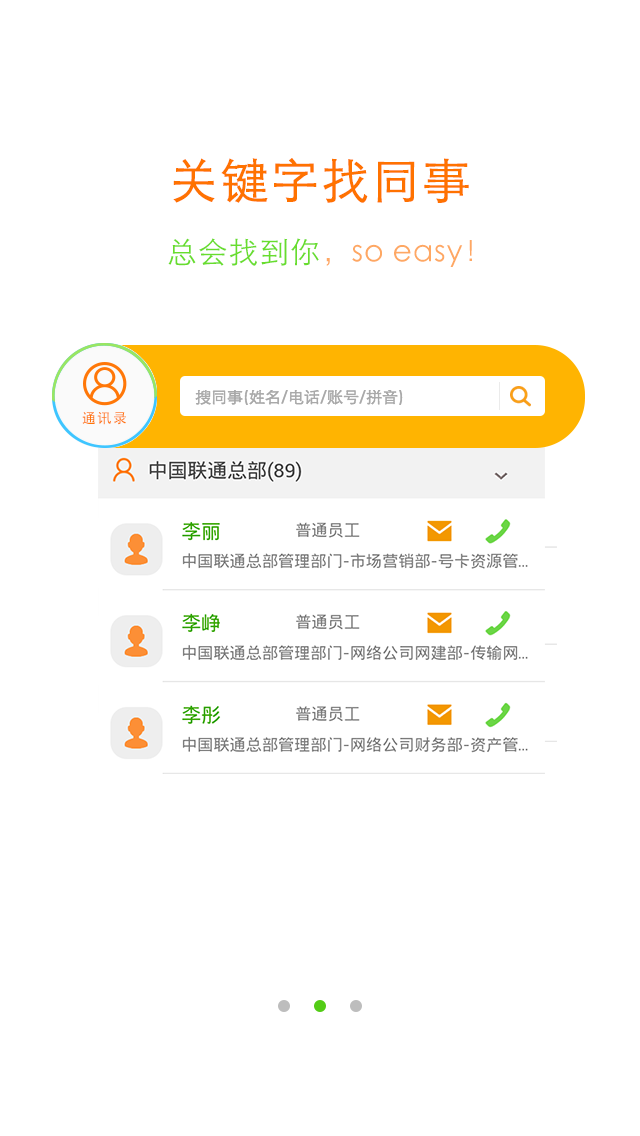 关键字找同事
总会找到你，so easy!
通讯录
搜同事(姓名/电话/账号/拼音)
中国联通总部(89)
李丽 普通员工
中国联通总部管理部门-市场营销部-号卡资源管...
李峥 普通员工
中国联通总部管理部门-网络公司网建部-传输网...
李彤 普通员工
中国联通总部管理部门-网络公司财务部-资产管...